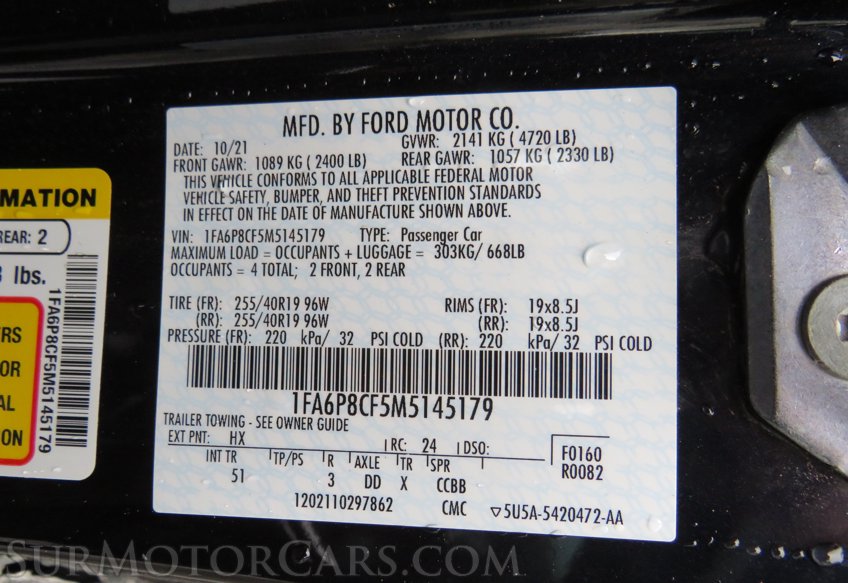 MFD. BY FORD MOTOR CO.
DATE: 10/21 GVWR: 2141 KG ( 4720 LB)
FRONT GAWR: 1089 KG ( 2400 LB) REAR GAWR: 1057 KG ( 2330 LB)
THIS VEHICLE CONFORMS TO ALL APPLICABLE FEDERAL MOTOR
VEHICLE SAFETY, BUMPER, AND THEFT PREVENTION STANDARDS
IN EFFECT ON THE DATE OF MANUFACTURE SHOWN ABOVE.
VIN: 1FA6P8CF5M5145179 TYPE: Passenger Car
MAXIMUM LOAD = OCCUPANTS + LUGGAGE = 303KG/ 668LB
OCCUPANTS = 4 TOTAL; 2 FRONT, 2 REAR
TIRE (FR): 255/40R19 96W RIMS (FR): 19x8.5J
(RR): 255/40R19 96W (RR): 19x8.5J
PRESSURE (FR): 220 kPa/ 32 PSI COLD (RR): 220 kPa/ 32 PSI COLD
1FA6P8CF5M5145179
TRAILER TOWING - SEE OWNER GUIDE
EXT PNT: HX RC: 24 DSO: F0160
R0082
INT TR TP/PS R AXLE TR SPR
51 3 DD X CCBB
1202110297862 CMC ▽5U5A-5420472-AA
MATION
REAR: 2
lbs.
1FA6P8CF5M5145179
RS
OR
AL
ON
SURMOTORCARS.COM